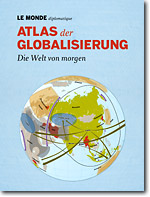 LE MONDE diplomatique
ATLAS der
GLOBALISIERUNG
Die Welt von morgen